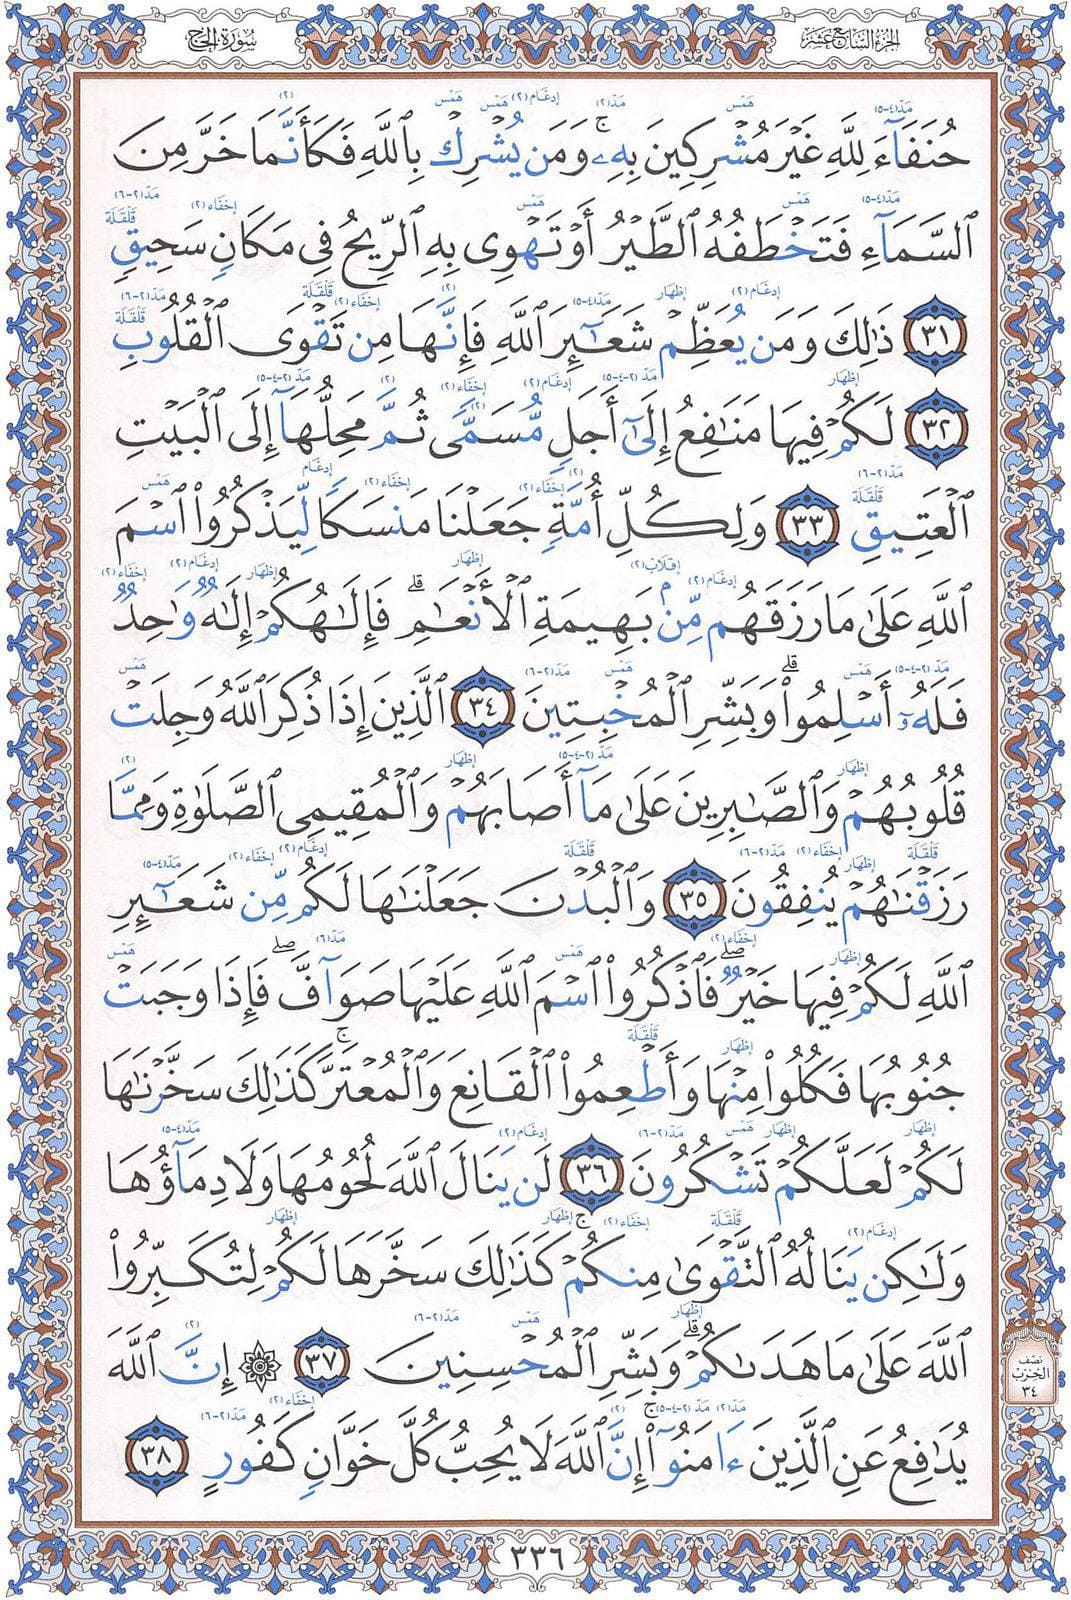 الجزء السابع عشر
سورة الحج
حُنَفَآءَ لِلَّهِ غَيْرَ مُشْرِكِينَ بِهِۦ ۚ وَمَن يُشْرِكْ بِٱللَّهِ فَكَأَنَّمَا خَرَّ مِنَ
ٱلسَّمَآءِ فَتَخْطَفُهُ ٱلطَّيْرُ أَوْ تَهْوِى بِهِ ٱلرِّيحُ فِى مَكَانٍ سَحِيقٍ
٣١ ذَٰلِكَ وَمَن يُعَظِّمْ شَعَـٰٓئِرَ ٱللَّهِ فَإِنَّهَا مِن تَقْوَى ٱلْقُلُوبِ
٣٢ لَكُمْ فِيهَا مَنَـٰفِعُ إِلَىٰٓ أَجَلٍ مُّسَمًّى ثُمَّ مَحِلُّهَآ إِلَى ٱلْبَيْتِ
ٱلْعَتِيقِ ٣٣ وَلِكُلِّ أُمَّةٍ جَعَلْنَا مَنسَكًا لِّيَذْكُرُوا۟ ٱسْمَ
ٱللَّهِ عَلَىٰ مَا رَزَقَهُم مِّنۢ بَهِيمَةِ ٱلْأَنْعَـٰمِ ۗ فَإِلَـٰهُكُمْ إِلَـٰهٌ وَٰحِدٌ
فَلَهُۥٓ أَسْلِمُوا۟ ۗ وَبَشِّرِ ٱلْمُخْبِتِينَ ٣٤ ٱلَّذِينَ إِذَا ذُكِرَ ٱللَّهُ وَجِلَتْ
قُلُوبُهُمْ وَٱلصَّـٰبِرِينَ عَلَىٰ مَآ أَصَابَهُمْ وَٱلْمُقِيمِى ٱلصَّلَوٰةِ وَمِمَّا
رَزَقْنَـٰهُمْ يُنفِقُونَ ٣٥ وَٱلْبُدْنَ جَعَلْنَـٰهَا لَكُم مِّن شَعَـٰٓئِرِ
ٱللَّهِ لَكُمْ فِيهَا خَيْرٌ ۖ فَٱذْكُرُوا۟ ٱسْمَ ٱللَّهِ عَلَيْهَا صَوَآفَّ ۖ فَإِذَا وَجَبَتْ
جُنُوبُهَا فَكُلُوا۟ مِنْهَا وَأَطْعِمُوا۟ ٱلْقَانِعَ وَٱلْمُعْتَرَّ ۚ كَذَٰلِكَ سَخَّرْنَـٰهَا
لَكُمْ لَعَلَّكُمْ تَشْكُرُونَ ٣٦ لَن يَنَالَ ٱللَّهَ لُحُومُهَا وَلَا دِمَآؤُهَا
وَلَـٰكِن يَنَالُهُ ٱلتَّقْوَىٰ مِنكُمْ ۚ كَذَٰلِكَ سَخَّرَهَا لَكُمْ لِتُكَبِّرُوا۟
ٱللَّهَ عَلَىٰ مَا هَدَىٰكُمْ ۗ وَبَشِّرِ ٱلْمُحْسِنِينَ ٣٧ ۞ إِنَّ ٱللَّهَ
يُدَٰفِعُ عَنِ ٱلَّذِينَ ءَامَنُوٓا۟ ۗ إِنَّ ٱللَّهَ لَا يُحِبُّ كُلَّ خَوَّانٍ كَفُورٍ ٣٨
نصف
الحزب
٣٤
٣٣٦